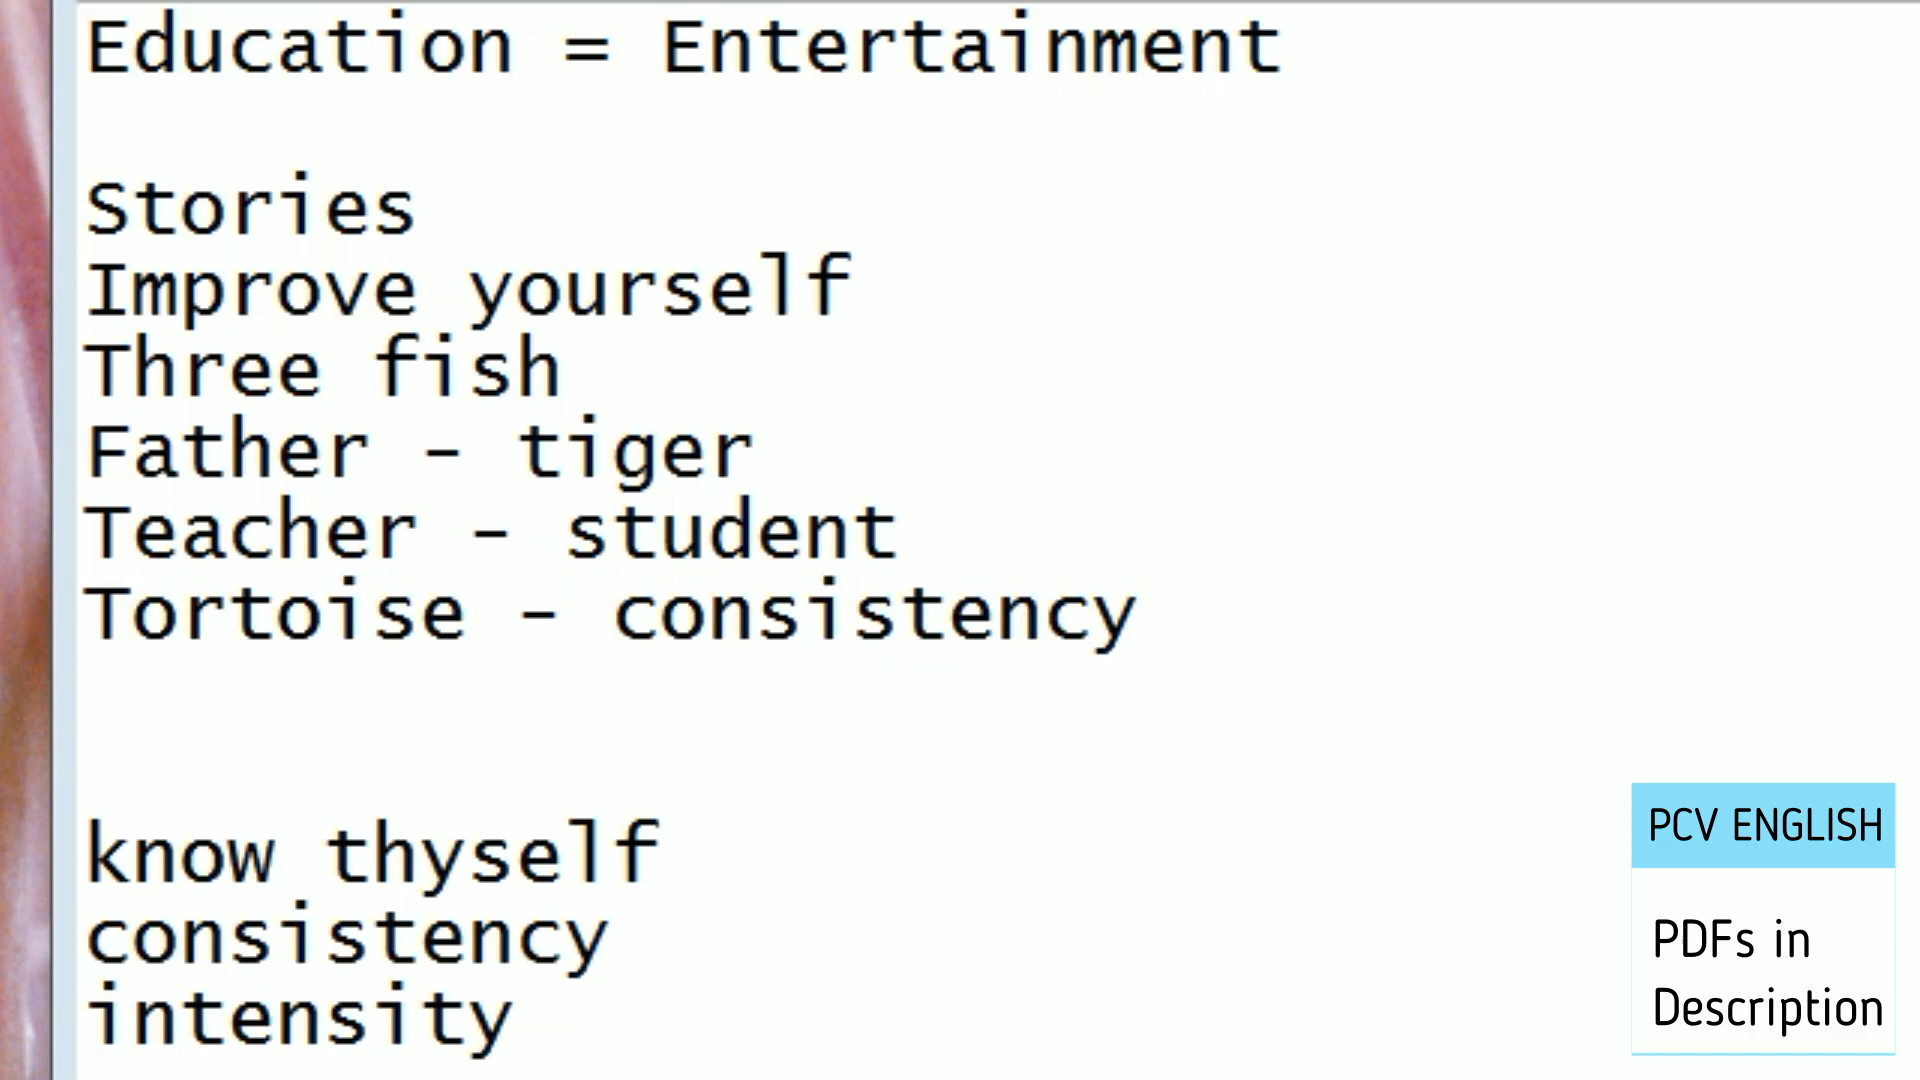 Education = Entertainment
Stories
Improve yourself
Three fish
Father - tiger
Teacher - student
Tortoise - consistency
know thyself
consistency
intensity
PCV ENGLISH
PDFs in
Description